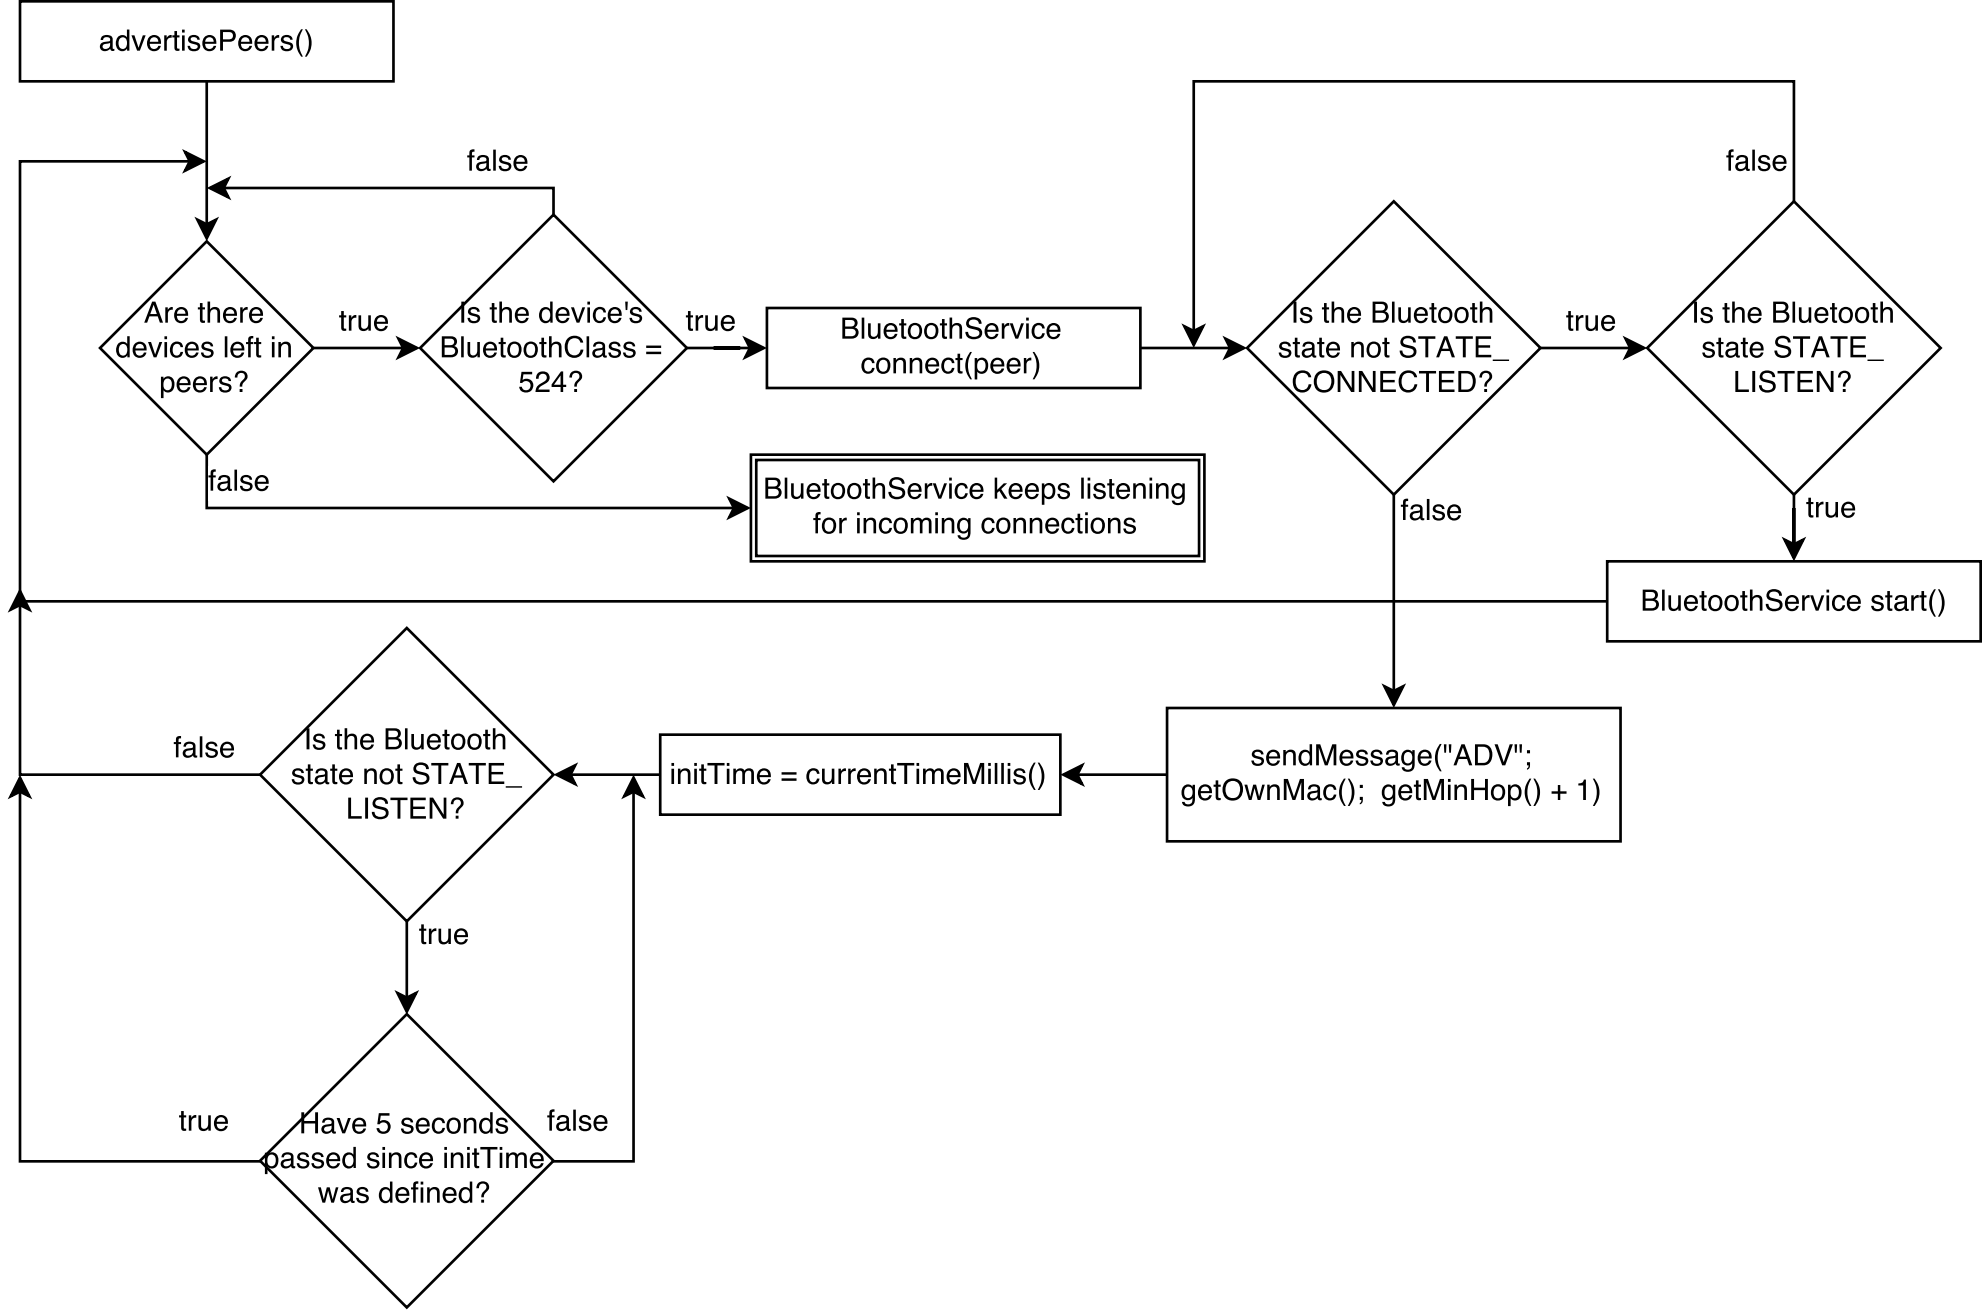 advertisePeers()
false
false
Are there
devices left in
peers?
true
Is the device's
BluetoothClass =
524?
true
BluetoothService
connect(peer)
Is the Bluetooth
state not STATE_
CONNECTED?
true
Is the Bluetooth
state STATE_
LISTEN?
false
BluetoothService keeps listening
for incoming connections
false
true
BluetoothService start()
false
Is the Bluetooth
state not STATE_
LISTEN?
initTime = currentTimeMillis()
sendMessage("ADV";
getOwnMac();  getMinHop() + 1)
true
true
Have 5 seconds
passed since initTime
was defined?
false